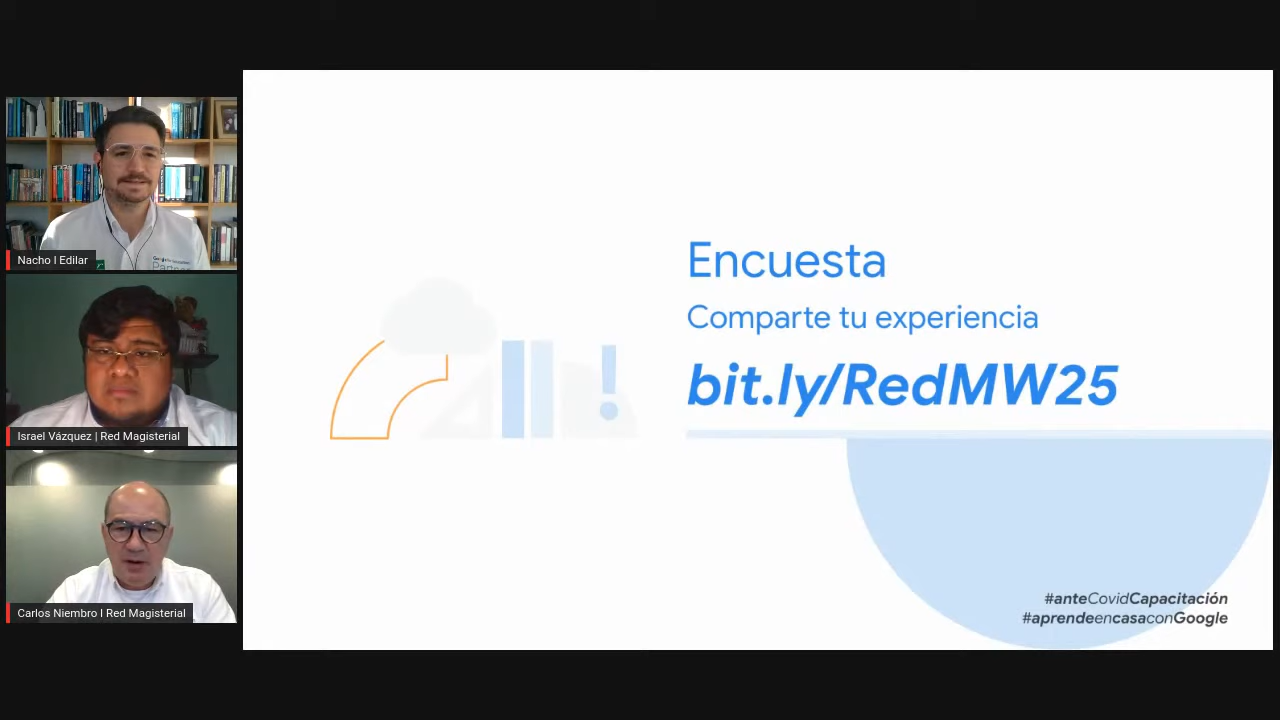 Nacho I Edilar
Israel Vázquez | Red Magisterial
Carlos Niembro I Red Magisterial
Encuesta
Comparte tu experiencia
bit.ly/RedMW25
#anteCovidCapacitación
#aprendeencasaconGoogle